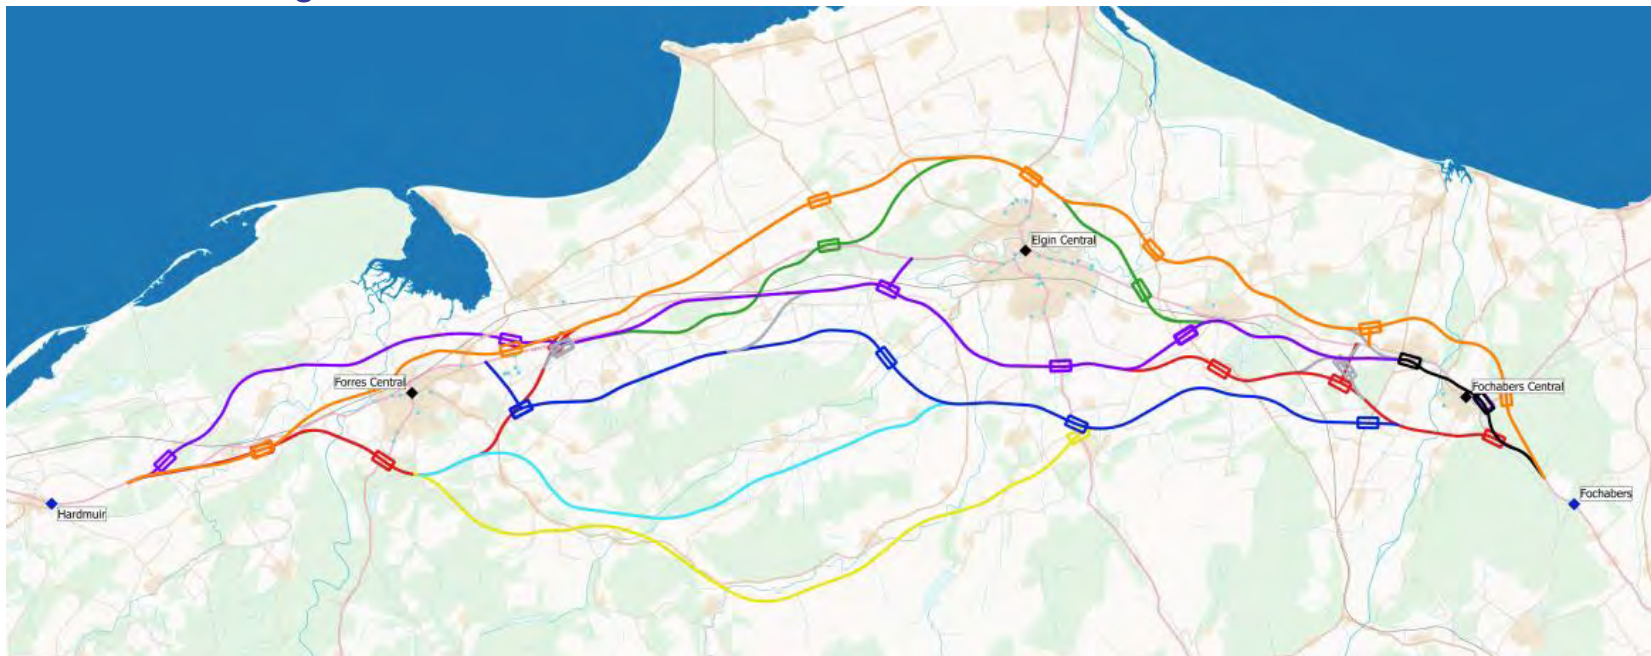 Elgin Central
Forres Central
Fochabers Central
Hardmuir
Fochabers